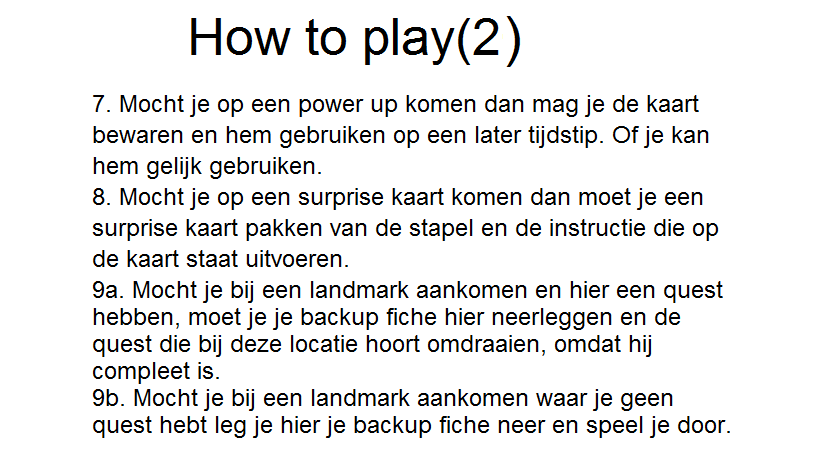 How to play(2)
7. Mocht je op een power up komen dan mag je de kaart
bewaren en hem gebruiken op een later tijdstip. Of je kan
hem gelijk gebruiken.
8. Mocht je op een surprise kaart komen dan moet je een
surprise kaart pakken van de stapel en de instructie die op
de kaart staat uitvoeren.
9a. Mocht je bij een landmark aankomen en hier een quest
hebben, moet je je backup fiche hier neerleggen en de
quest die bij deze locatie hoort omdraaien, omdat hij
compleet is.
9b. Mocht je bij een landmark aankomen waar je geen
quest hebt leg je hier je backup fiche neer en speel je door.